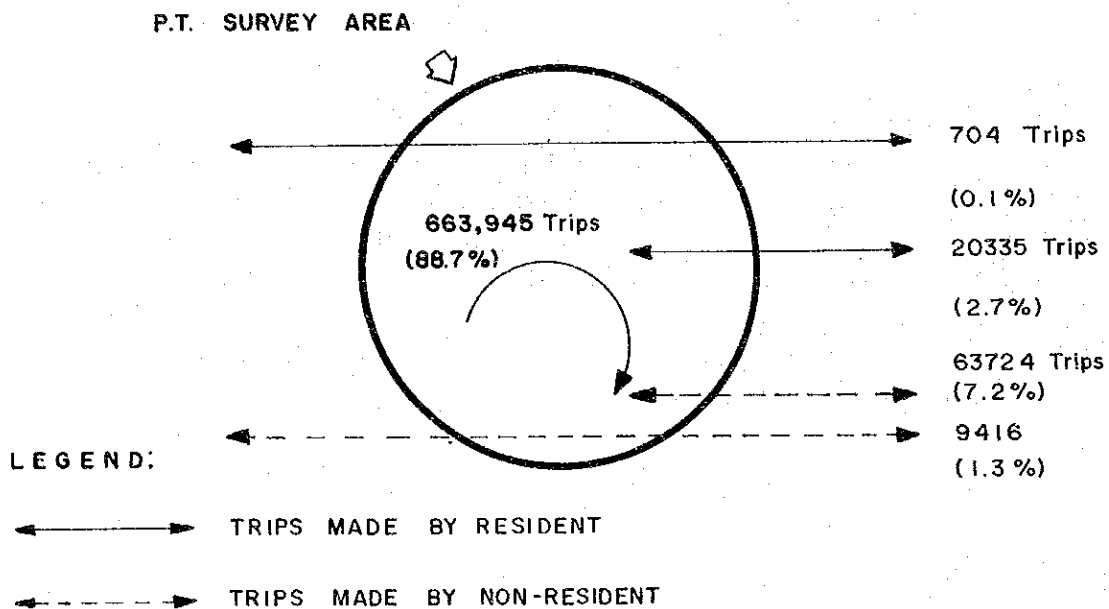 P.T. SURVEY AREA
704 Trips
(0.1%)
663,945 Trips
(88.7%)
20335 Trips
(2.7%)
63724 Trips
(7.2%)
9416
(1.3%)
LEGEND:
TRIPS MADE BY RESIDENT
TRIPS MADE BY NON-RESIDENT